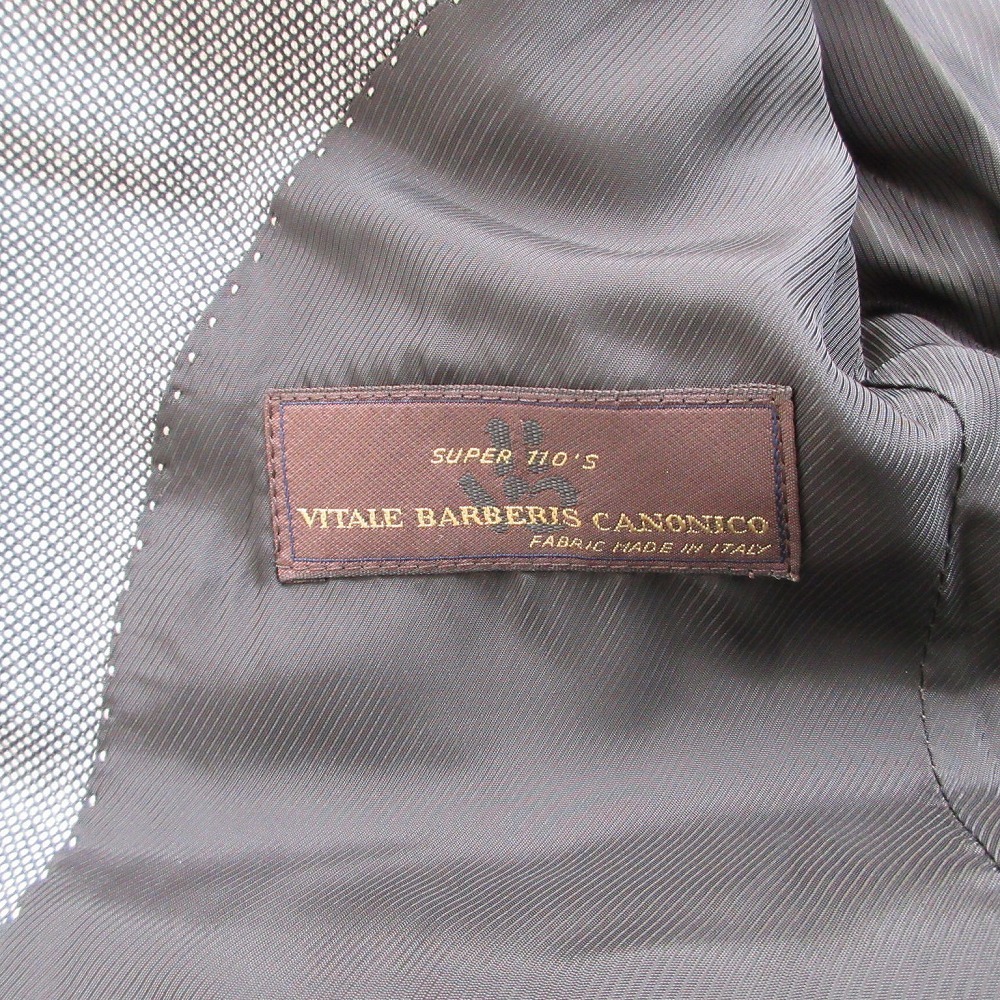 SUPER 110'S
VITALE BARBERIS CANONICO
FABRIC MADE IN ITALY